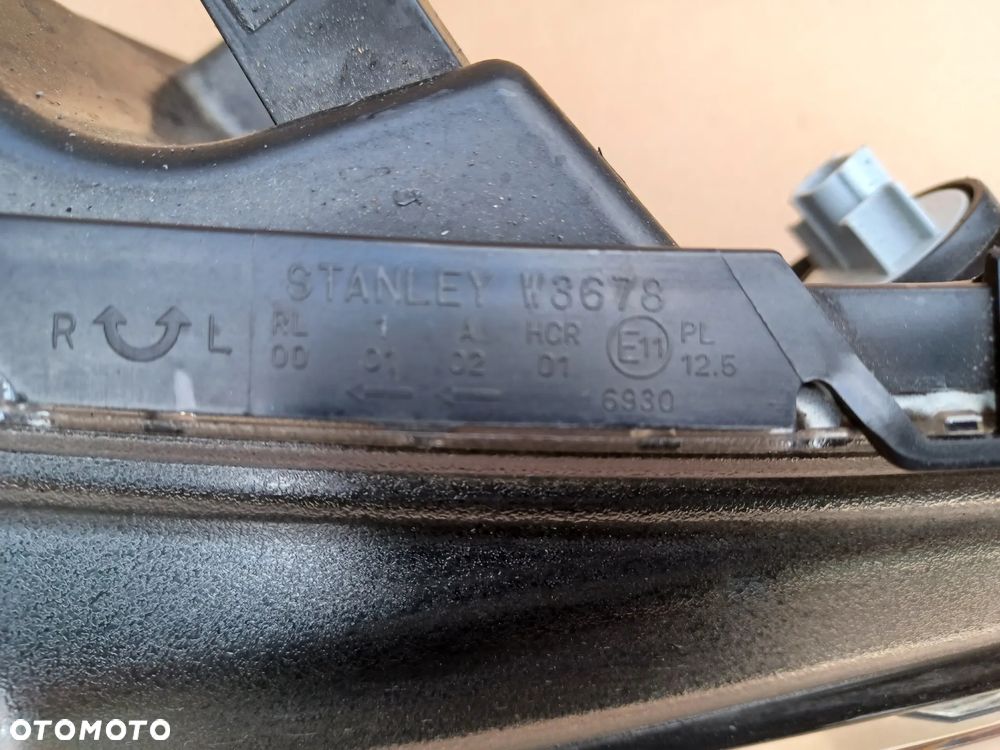 STANLEY W3678
R L
RL 1 A HCR E11 PL
00 01 02 01 12.5
6930
OTOMOTO